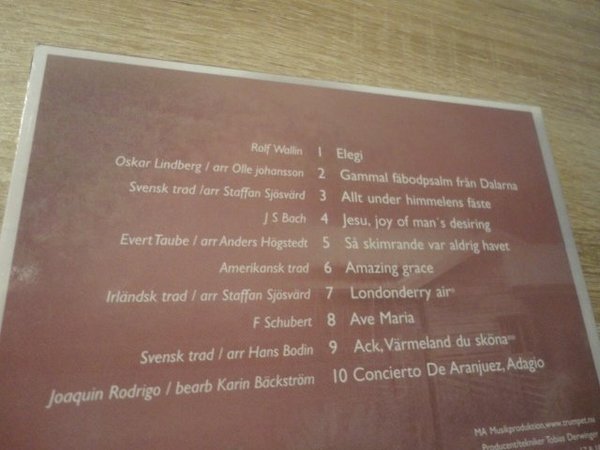 Rolf Wallin 1 Elegi
Oskar Lindberg / arr Olle johansson 2 Gammal fäbodpsalm från Dalarna
Svensk trad /arr Staffan Sjösvärd 3 Allt under himmelens fäste
J S Bach 4 Jesu, joy of man´s desiring
Evert Taube / arr Anders Högstedt 5 Så skimrande var aldrig havet
Amerikansk trad 6 Amazing grace
Irländsk trad / arr Staffan Sjösvärd 7 Londonderry air*
F Schubert 8 Ave Maria
Svensk trad / arr Hans Bodin 9 Ack, Värmeland du sköna**
Joaquin Rodrigo / bearb Karin Bäckström 10 Concierto De Aranjuez, Adagio
MA Musikproduktion, www.trumpet.nu
Producent/tekniker Tobias Derwinger